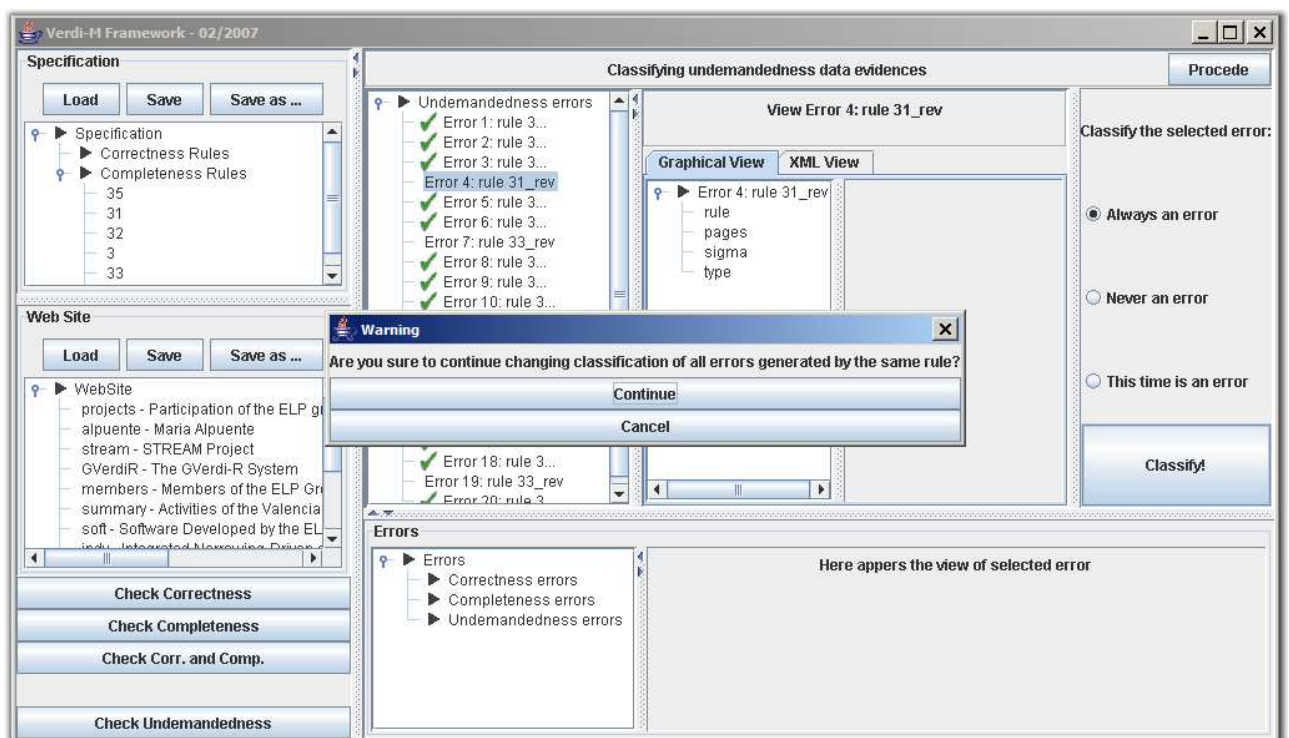 Verdi-M Framework - 02/2007
Specification
Load Save Save as ...
Specification
Correctness Rules
Completeness Rules
35
31
32
3
33
Web Site
Load Save Save as ...
WebSite
projects - Participation of the ELP
alpuente - Maria Alpuente
stream - STREAM Project
GVerdiR - The GVerdi-R System
members - Members of the ELP
summary - Activities of the Valencia
soft - Software Developed by the EL
Check Correctness
Check Completeness
Check Corr. and Comp.
Check Undemandedness
Classifying undemandedness data evidences
Procede
Undemandedness errors
Error 1: rule 3...
Error 2: rule 3...
Error 3: rule 3...
Error 4: rule 31_rev
Error 5: rule 3...
Error 6: rule 3...
Error 7: rule 33_rev
Error 8: rule 3...
Error 9: rule 3...
Error 10: rule 3...
Error 18: rule 3...
Error 19: rule 33_rev
Error 20: rule 3
View Error 4: rule 31_rev
Graphical View XML View
Error 4: rule 31_rev
rule
pages
sigma
type
Classify the selected error:
Always an error
Never an error
This time is an error
Classify!
Warning
Are you sure to continue changing classification of all errors generated by the same rule?
Continue
Cancel
Errors
Errors
Correctness errors
Completeness errors
Undemandedness errors
Here appers the view of selected error